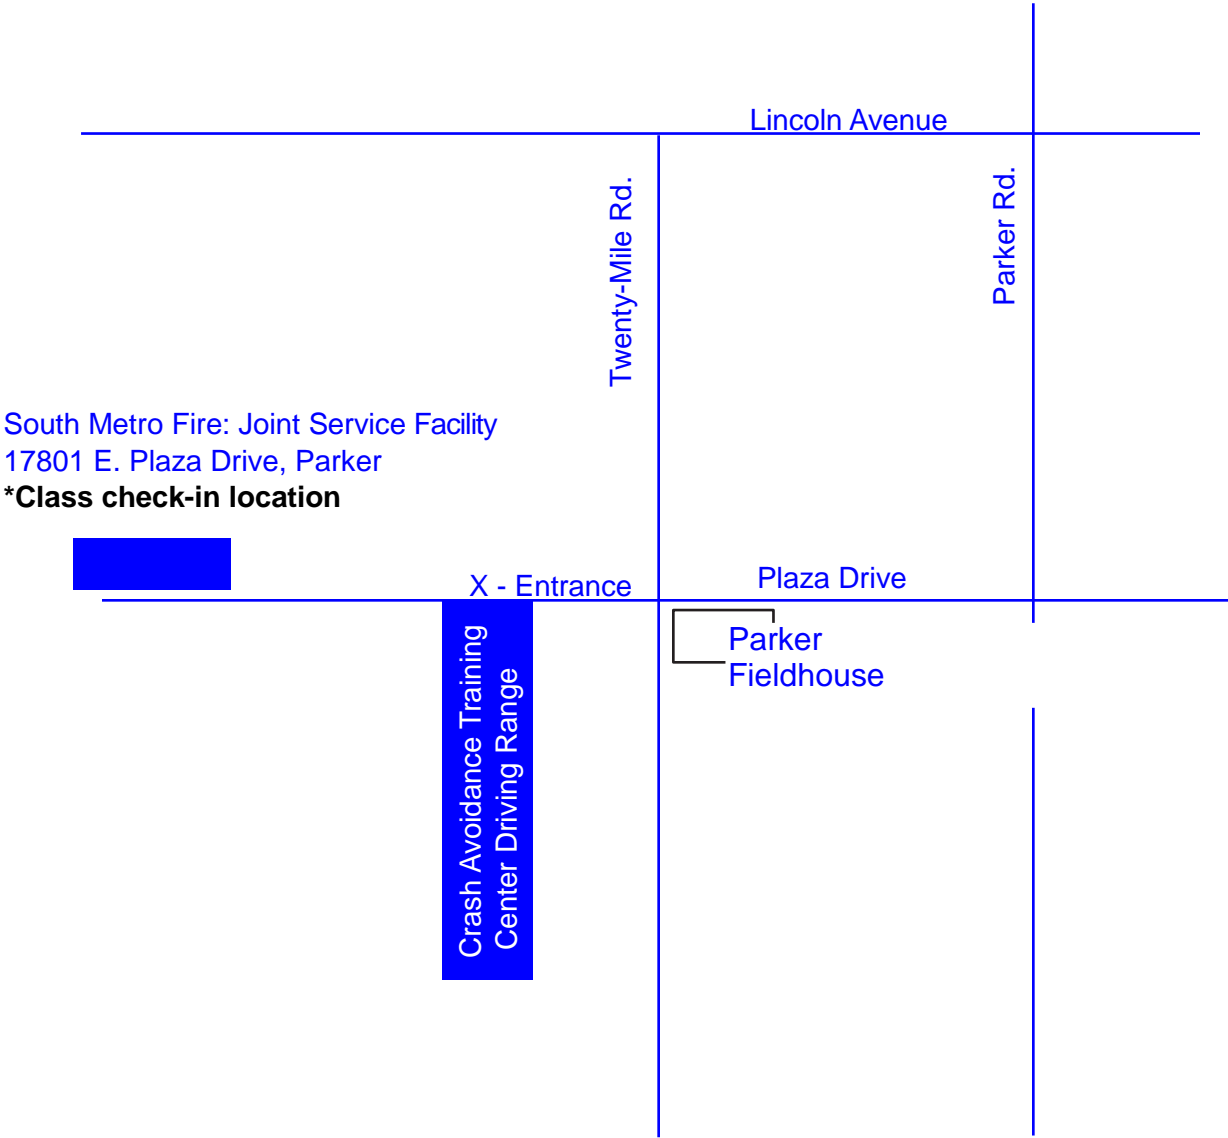 Lincoln Avenue
Twenty-Mile Rd.
Parker Rd.
South Metro Fire: Joint Service Facility
17801 E. Plaza Drive, Parker
*Class check-in location
X - Entrance
Plaza Drive
Parker
Fieldhouse
Crash Avoidance Training
Center Driving Range